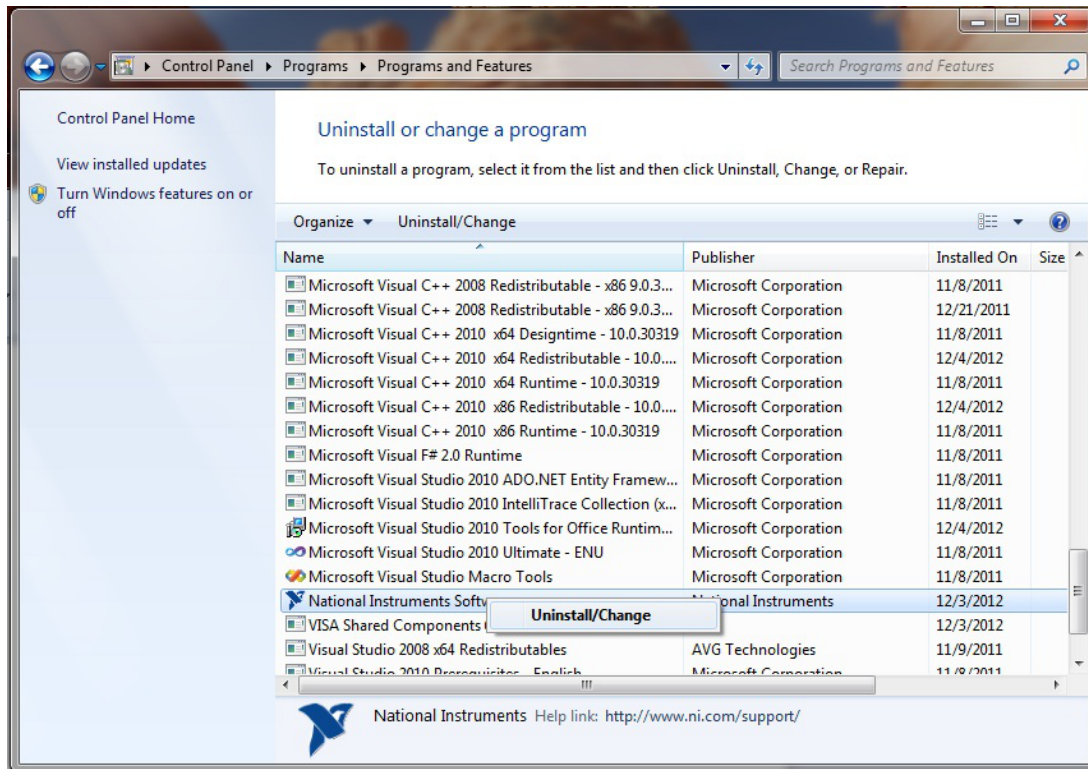 Control Panel Programs Programs and Features Search Programs and Features
Control Panel Home
View installed updates
Turn Windows features on or
off
Uninstall or change a program
To uninstall a program, select it from the list and then click Uninstall, Change, or Repair.
Organize Uninstall/Change
Name Publisher Installed On Size
Microsoft Visual C++ 2008 Redistributable - x86 9.0.3... Microsoft Corporation 11/8/2011
Microsoft Visual C++ 2008 Redistributable - x86 9.0.3... Microsoft Corporation 12/21/2011
Microsoft Visual C++ 2010 x64 Designtime - 10.0.30319 Microsoft Corporation 11/8/2011
Microsoft Visual C++ 2010 x64 Redistributable - 10.0.... Microsoft Corporation 12/4/2012
Microsoft Visual C++ 2010 x64 Runtime - 10.0.30319 Microsoft Corporation 11/8/2011
Microsoft Visual C++ 2010 x86 Redistributable - 10.0.... Microsoft Corporation 12/4/2012
Microsoft Visual C++ 2010 x86 Runtime - 10.0.30319 Microsoft Corporation 11/8/2011
Microsoft Visual F# 2.0 Runtime Microsoft Corporation 11/8/2011
Microsoft Visual Studio 2010 ADO.NET Entity Framew... Microsoft Corporation 11/8/2011
Microsoft Visual Studio 2010 IntelliTrace Collection (x... Microsoft Corporation 11/8/2011
Microsoft Visual Studio 2010 Tools for Office Runtim... Microsoft Corporation 12/4/2012
Microsoft Visual Studio 2010 Ultimate - ENU Microsoft Corporation 11/8/2011
Microsoft Visual Studio Macro Tools Microsoft Corporation 11/8/2011
National Instruments Softw Instruments 12/3/2012
Uninstall/Change
VISA Shared Components 12/3/2012
Visual Studio 2008 x64 Redistributables AVG Technologies 11/9/2011
Visual Studio 2010 Prerequisites - English Microsoft Corporation 11/8/2011
National Instruments Help link: http://www.ni.com/support/